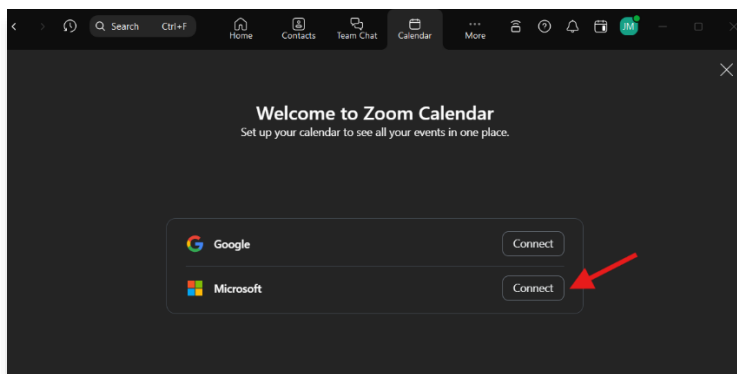 Search Ctrl+F Home Contacts Team Chat Calendar More JM
Welcome to Zoom Calendar
Set up your calendar to see all your events in one place.
Google Connect
Microsoft Connect